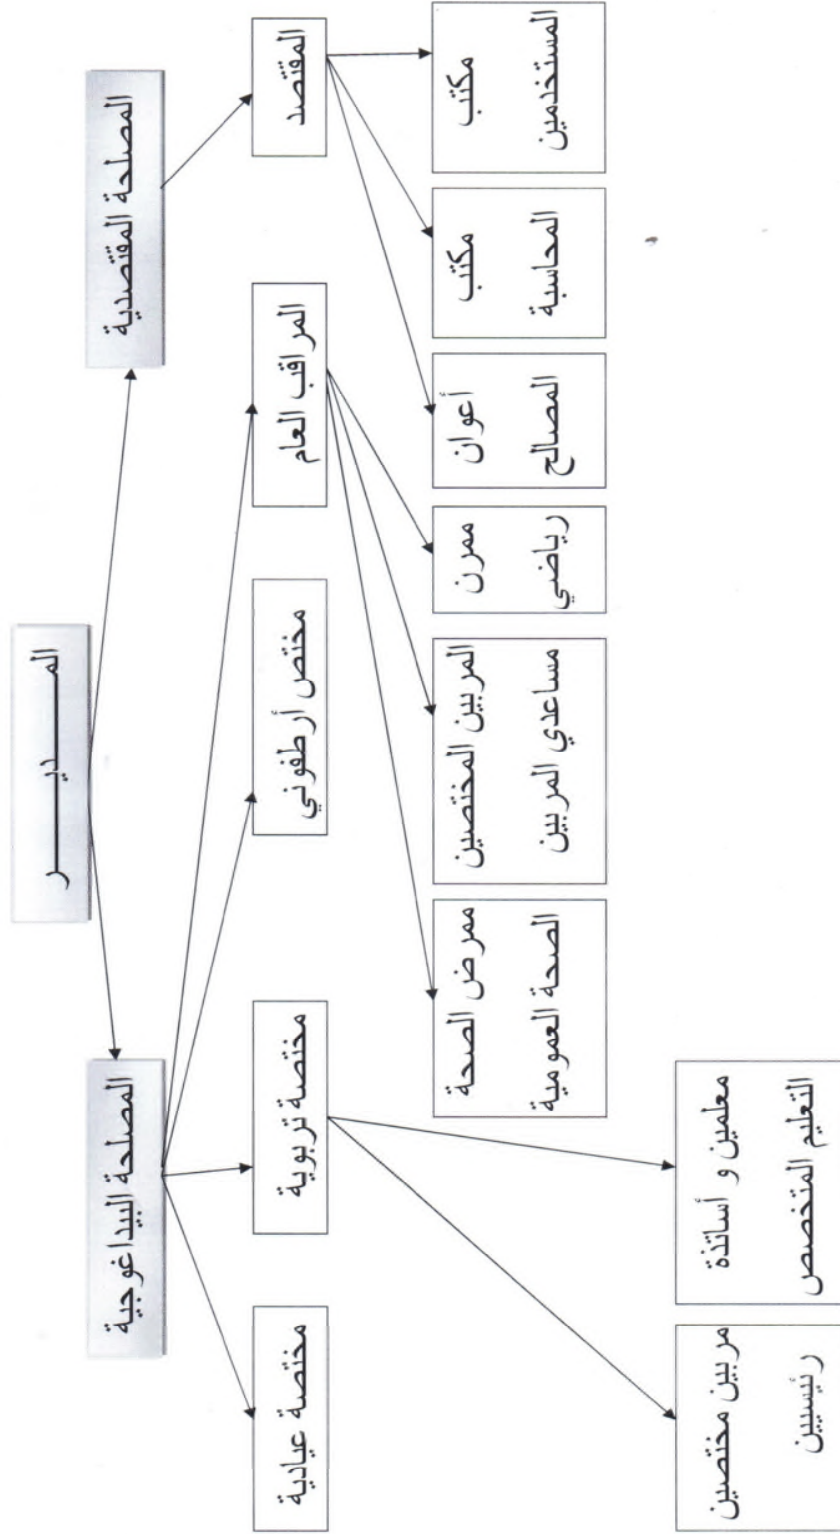 المــــديــــر
المصلحة المقتصدية
المصلحة البيداغوجية
المقتصد
المراقب العام
مختص أرطفوني
مختصة تربوية
مختصة عيادية
مكتب
المستخدمين
مكتب
المحاسبة
أعوان
المصالح
ممرن
رياضي
المربين المختصين
مساعدي المربين
ممرض الصحة
الصحة العمومية
معلمين و أساتذة
التعليم المتخصص
مربين مختصين
رئيسيين